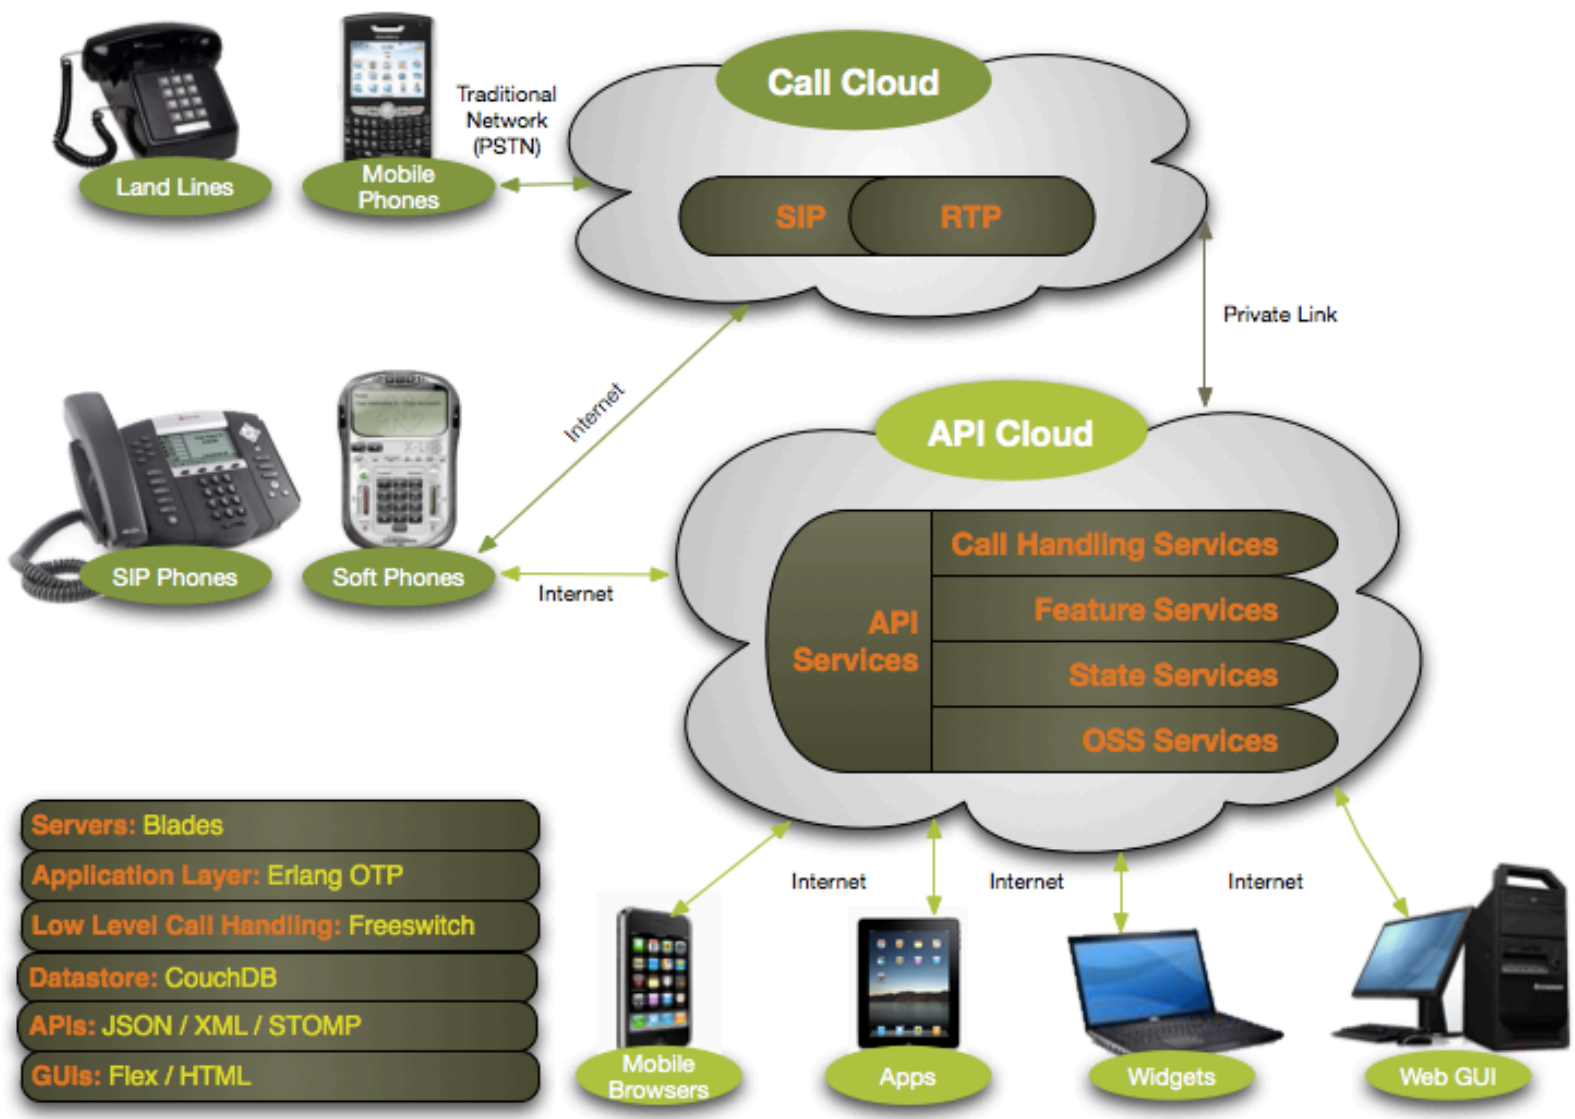 Call Cloud
Traditional
Network
(PSTN)
Land Lines
Mobile
Phones
SIP
RTP
Private Link
Internet
API Cloud
SIP Phones
Soft Phones
Internet
API
Services
Call Handling Services
Feature Services
State Services
OSS Services
Servers: Blades
Application Layer: Erlang OTP
Low Level Call Handling: Freeswitch
Datastore: CouchDB
APIs: JSON / XML / STOMP
GUIs: Flex / HTML
Internet
Internet
Internet
Mobile
Browsers
Apps
Widgets
Web GUI